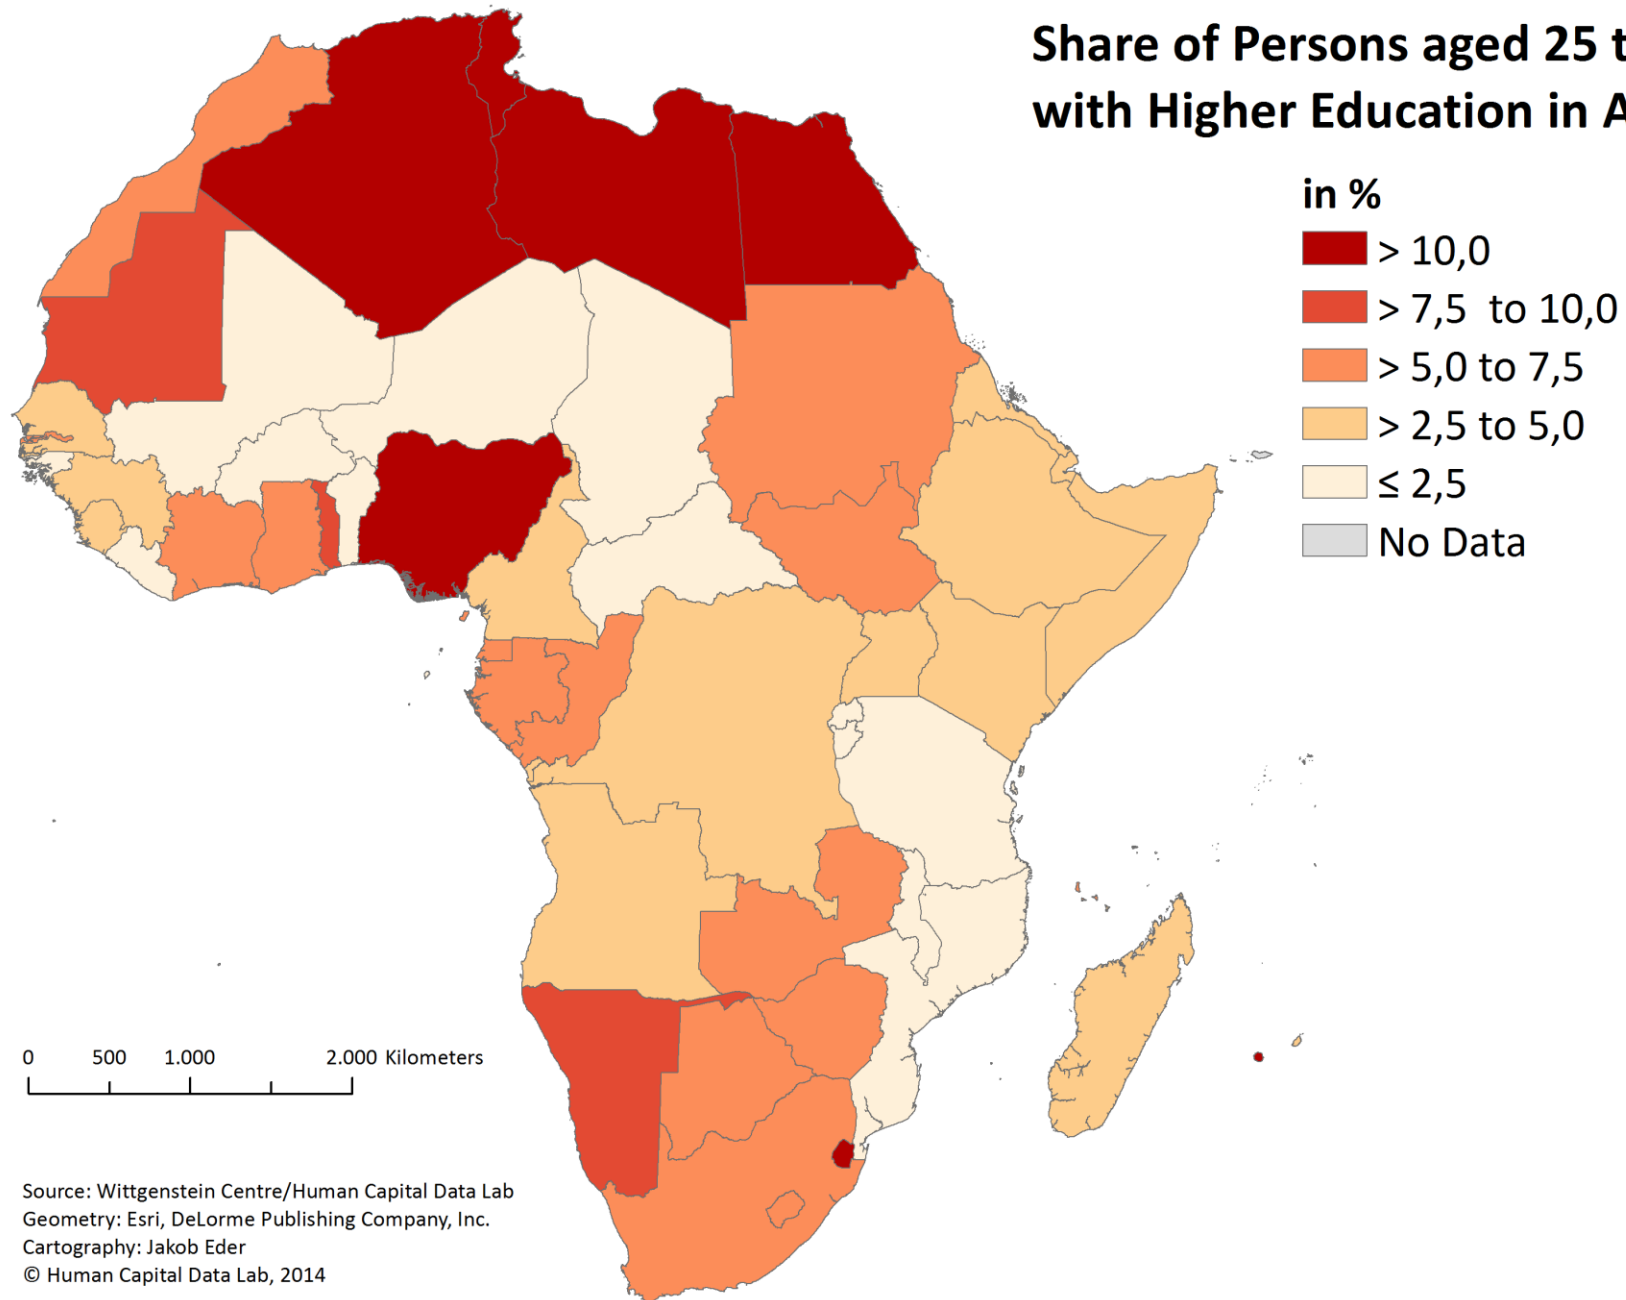 Share of Persons aged 25 t
with Higher Education in A
in %
> 10,0
> 7,5 to 10,0
> 5,0 to 7,5
> 2,5 to 5,0
≤ 2,5
No Data
0 500 1.000 2.000 Kilometers
Source: Wittgenstein Centre/Human Capital Data Lab
Geometry: Esri, DeLorme Publishing Company, Inc.
Cartography: Jakob Eder
© Human Capital Data Lab, 2014